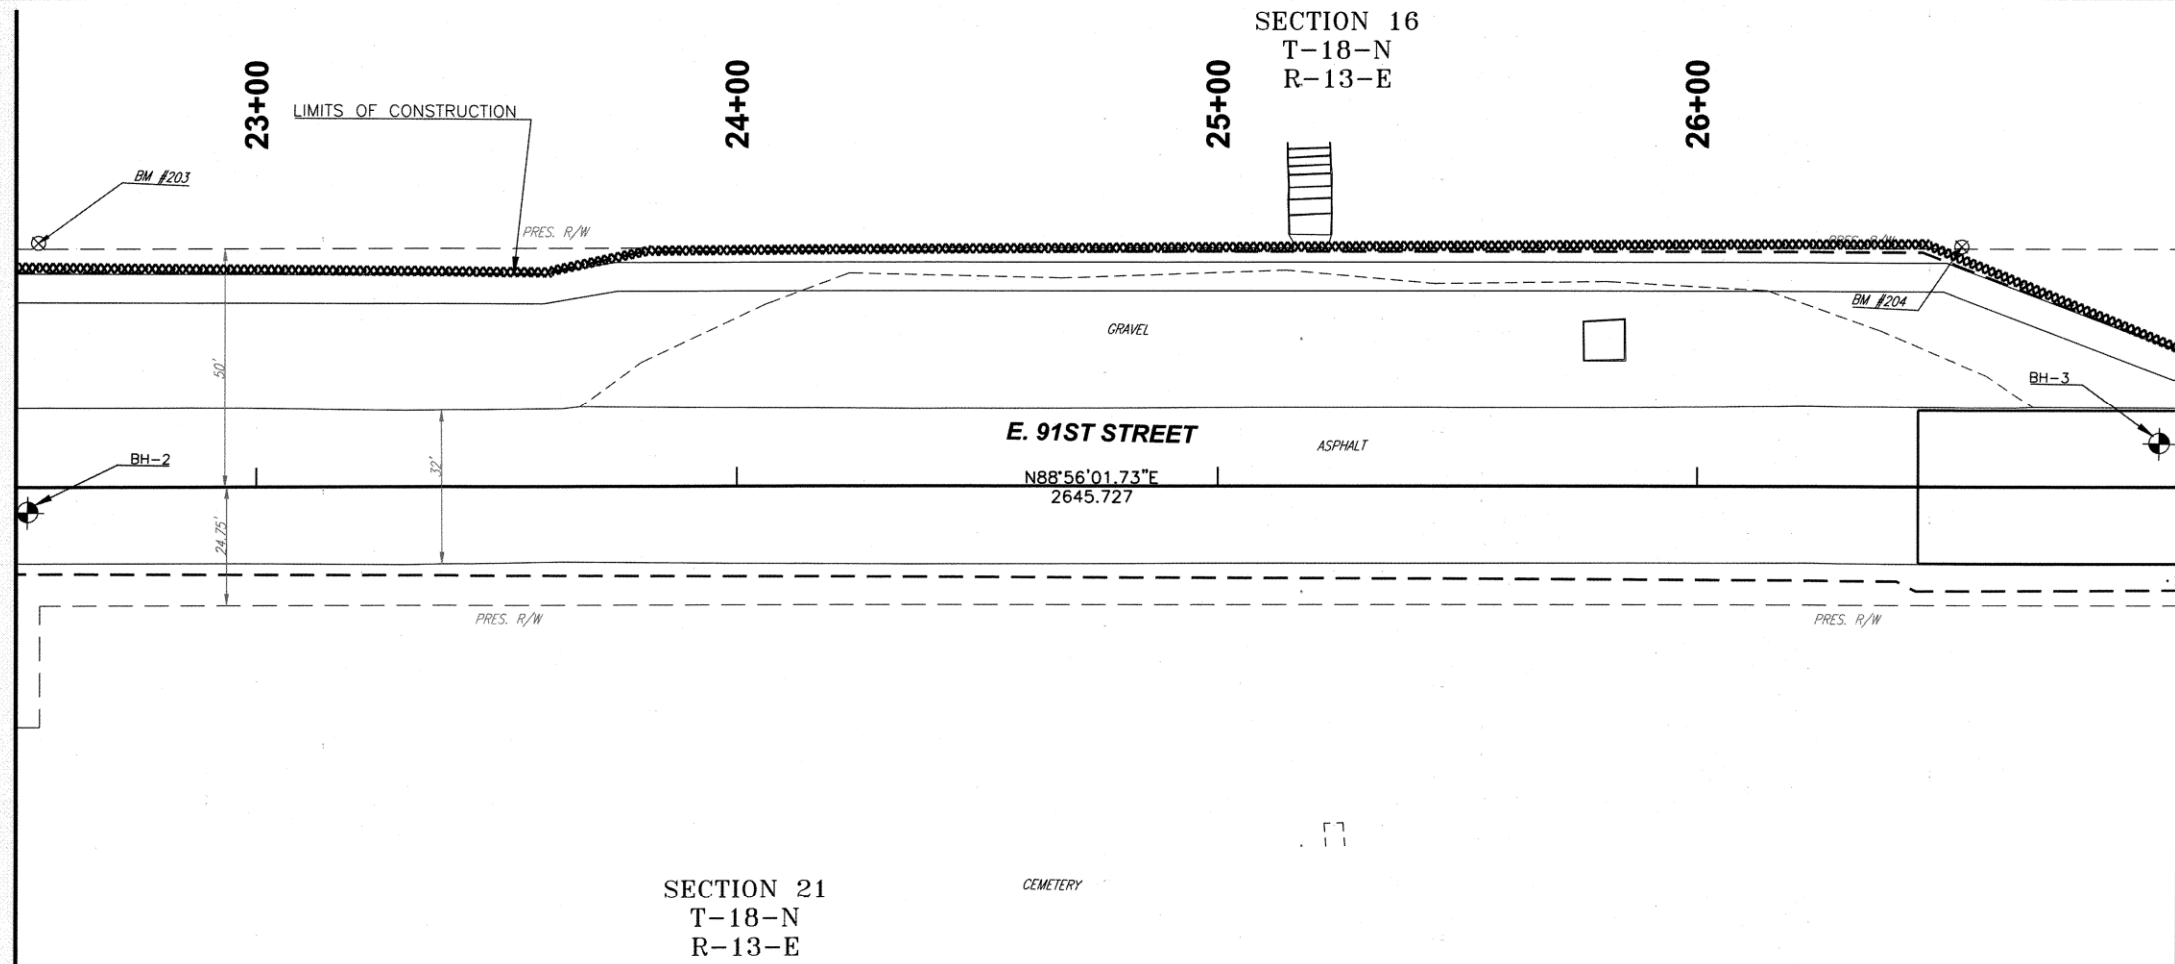 SECTION 16
T-18-N
R-13-E
23+00
24+00
25+00
26+00
LIMITS OF CONSTRUCTION
BM #203
PRES. R/W
PRES. R/W
BM #204
GRAVEL
50'
BH-3
E. 91ST STREET
ASPHALT
32'
BH-2
N88°56'01.73"E
2645.727
24.75'
PRES. R/W
PRES. R/W
SECTION 21
T-18-N
R-13-E
CEMETERY